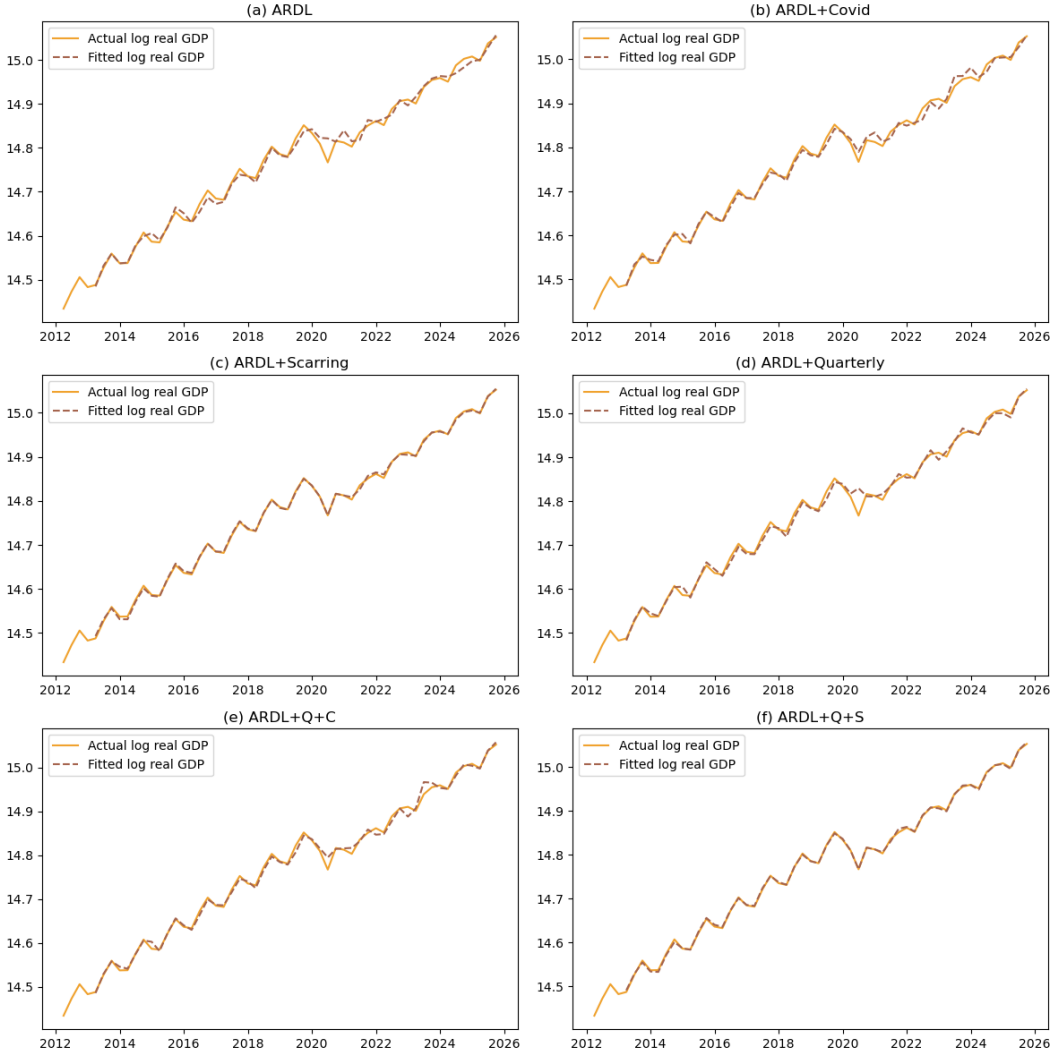 (a) ARDL
Actual log real GDP
Fitted log real GDP
15.0
14.9
14.8
14.7
14.6
14.5
2012 2014 2016 2018 2020 2022 2024 2026
(b) ARDL+Covid
Actual log real GDP
Fitted log real GDP
15.0
14.9
14.8
14.7
14.6
14.5
2012 2014 2016 2018 2020 2022 2024 2026
(c) ARDL+Scarring
Actual log real GDP
Fitted log real GDP
15.0
14.9
14.8
14.7
14.6
14.5
2012 2014 2016 2018 2020 2022 2024 2026
(d) ARDL+Quarterly
Actual log real GDP
Fitted log real GDP
15.0
14.9
14.8
14.7
14.6
14.5
2012 2014 2016 2018 2020 2022 2024 2026
(e) ARDL+Q+C
Actual log real GDP
Fitted log real GDP
15.0
14.9
14.8
14.7
14.6
14.5
2012 2014 2016 2018 2020 2022 2024 2026
(f) ARDL+Q+S
Actual log real GDP
Fitted log real GDP
15.0
14.9
14.8
14.7
14.6
14.5
2012 2014 2016 2018 2020 2022 2024 2026